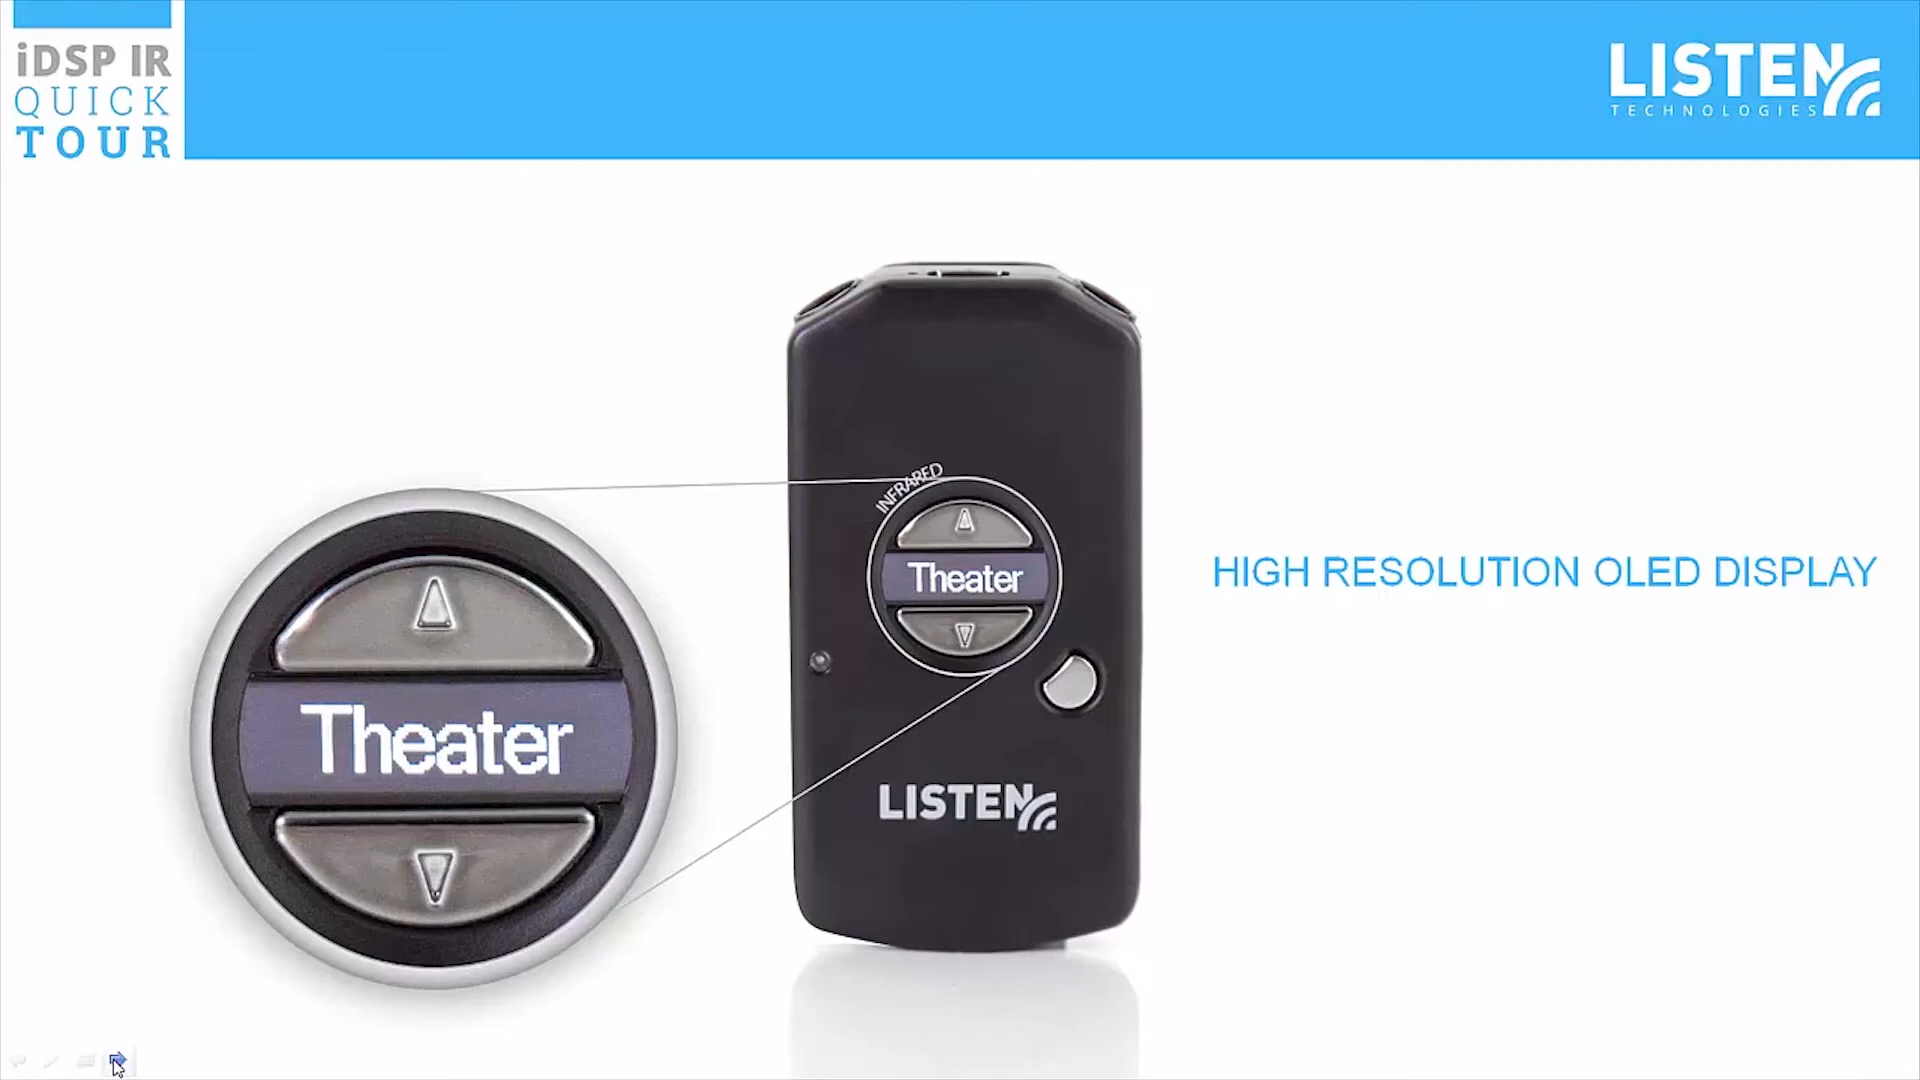 iDSP IR
QUICK
TOUR
LISTEN
TECHNOLOGIES
INFRARED
Theater
HIGH RESOLUTION OLED DISPLAY
Theater
LISTEN